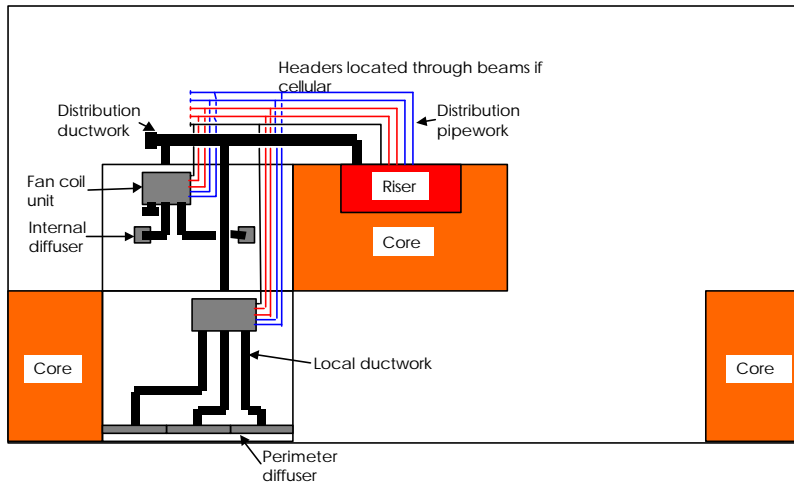 Headers located through beams if
cellular
Distribution
ductwork
Distribution
pipework
Fan coil
unit
Riser
Internal
diffuser
Core
Core
Local ductwork
Core
Perimeter
diffuser